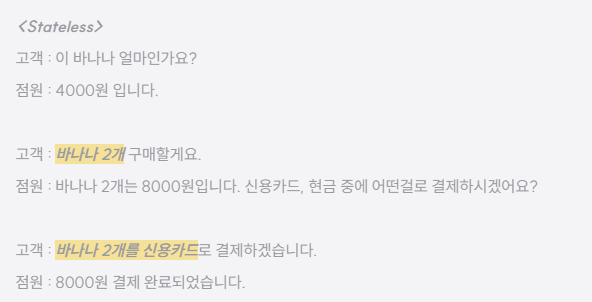 <Stateless>
고객 : 이 바나나 얼마인가요?
점원 : 4000원 입니다.
고객 : 바나나 2개 구매할게요.
점원 : 바나나 2개는 8000원입니다. 신용카드, 현금 중에 어떤걸로 결제하시겠어요?
고객 : 바나나 2개를 신용카드로 결제하겠습니다.
점원 : 8000원 결제 완료되었습니다.